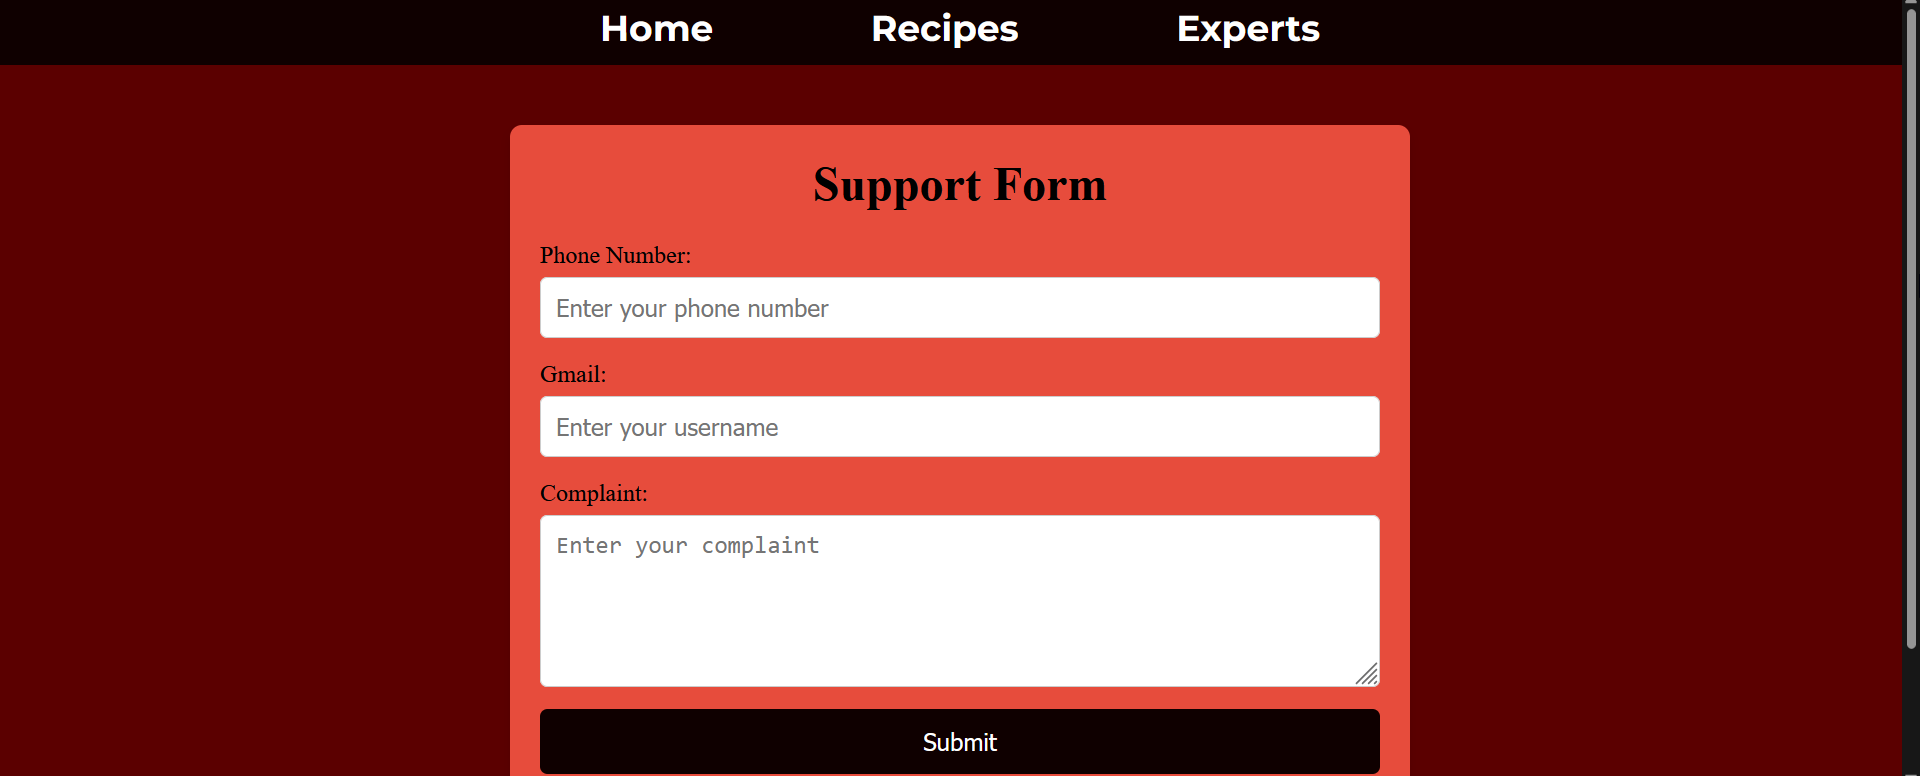 Home Recipes Experts
Support Form
Phone Number:
Enter your phone number
Gmail:
Enter your username
Complaint:
Enter your complaint
Submit